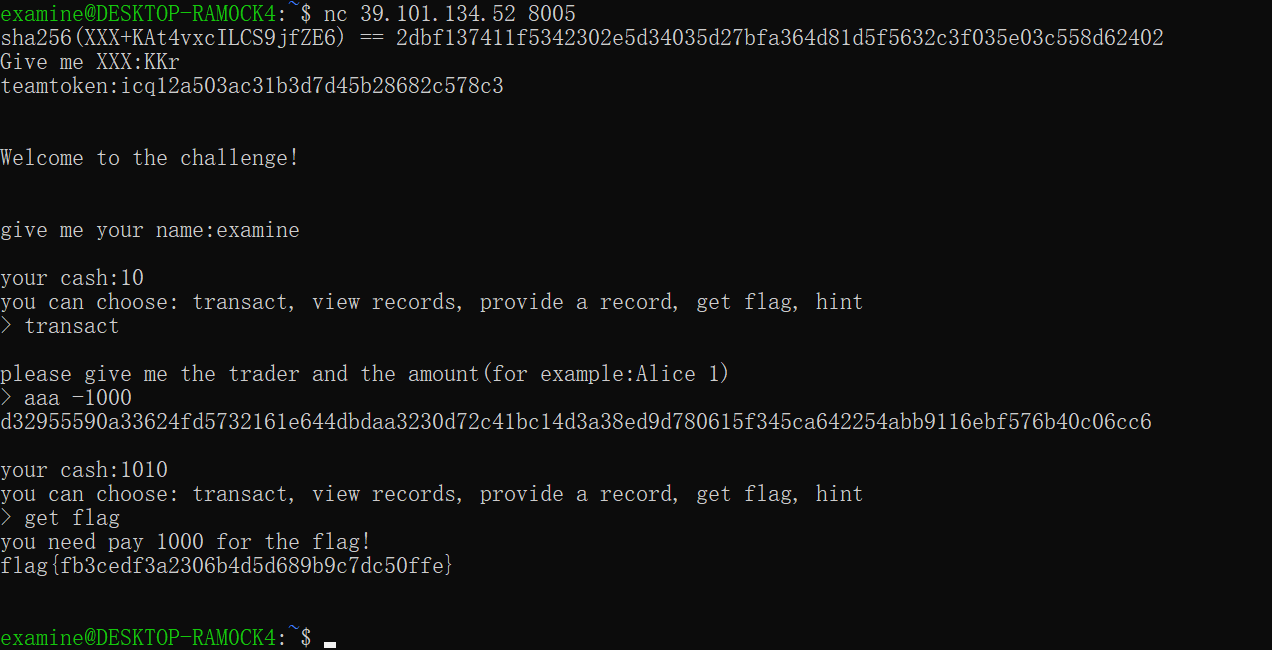 examine@DESKTOP-RAMOCK4:~$ nc 39.101.134.52 8005
sha256(XXX+KAt4vxcILCS9jfZE6) == 2dbf137411f5342302e5d34035d27bfa364d81d5f5632c3f035e03c558d62402
Give me XXX:KKr
teamtoken:icq12a503ac31b3d7d45b28682c578c3
Welcome to the challenge!
give me your name:examine
your cash:10
you can choose: transact, view records, provide a record, get flag, hint
> transact
please give me the trader and the amount(for example:Alice 1)
> aaa -1000
d32955590a33624fd5732161e644dbdaa3230d72c41bc14d3a38ed9d780615f345ca642254abb9116ebf576b40c06cc6
your cash:1010
you can choose: transact, view records, provide a record, get flag, hint
> get flag
you need pay 1000 for the flag!
flag{fb3cedf3a2306b4d5d689b9c7dc50ffe}
examine@DESKTOP-RAMOCK4:~$